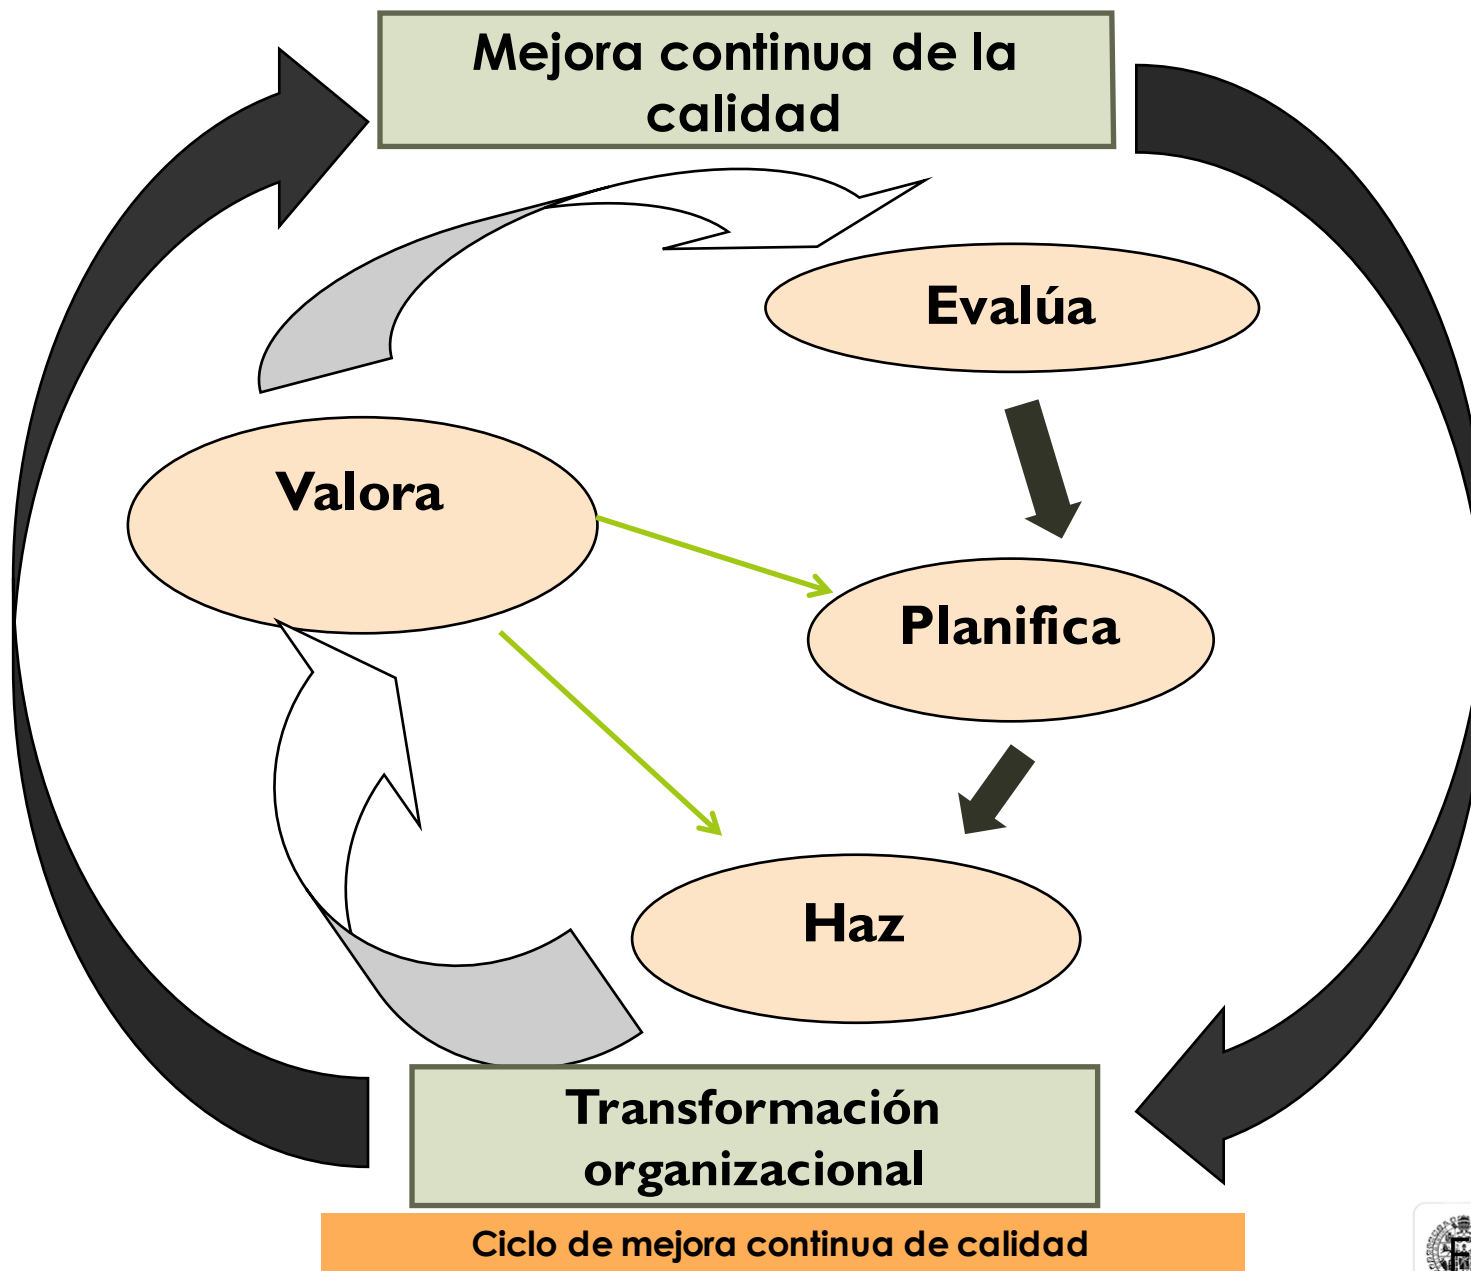 Mejora continua de la
calidad
Evalúa
Valora
Planifica
Haz
Transformación
organizacional
Ciclo de mejora continua de calidad